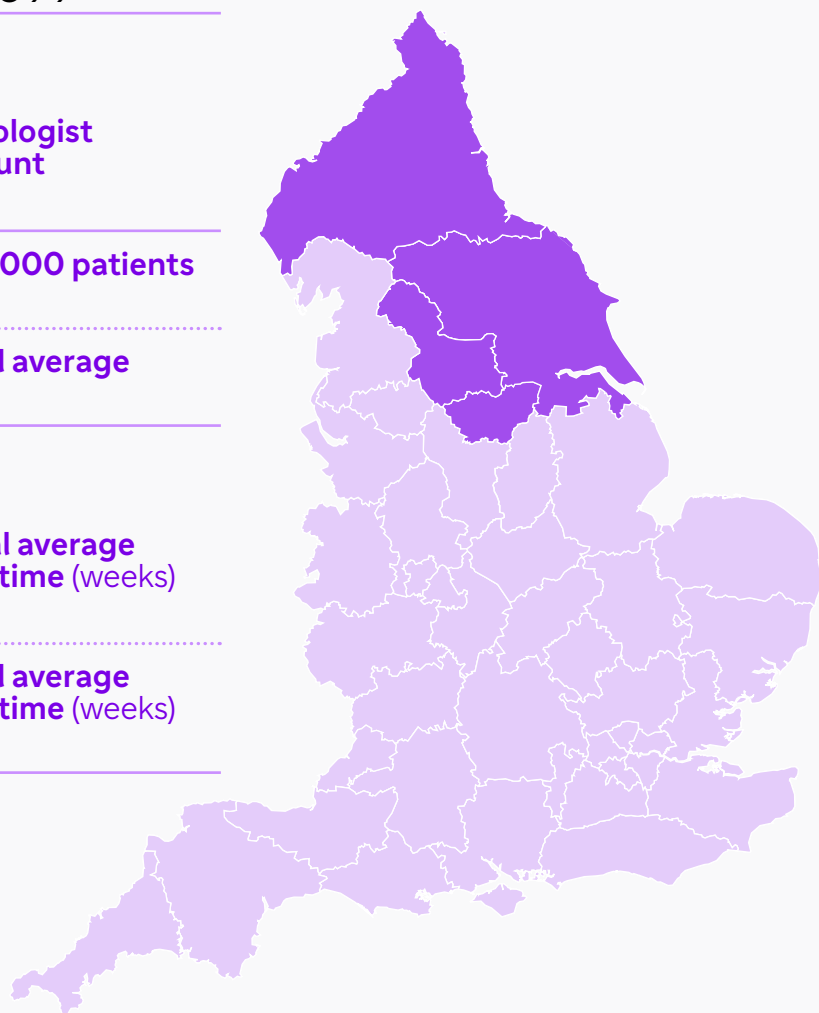 ologist
unt
000 patients
l average
l average
time (weeks)
d average
time (weeks)